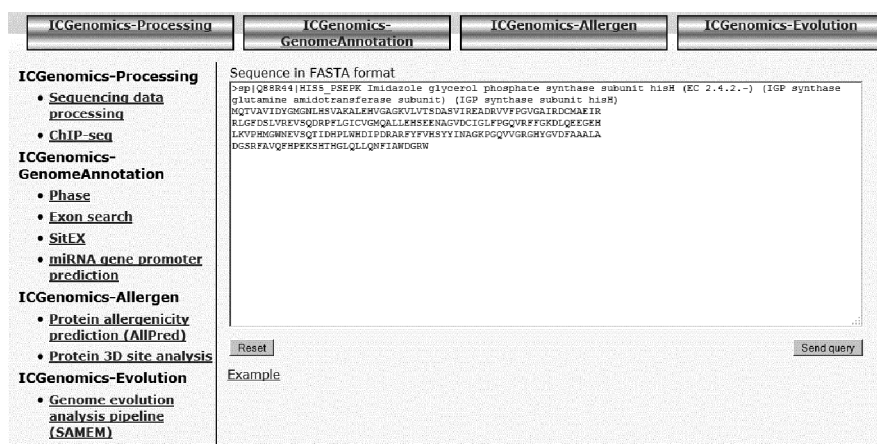 ICGenomics-Processing
ICGenomics-
GenomeAnnotation
ICGenomics-Allergen
ICGenomics-Evolution
ICGenomics-Processing
• Sequencing data
processing
• ChIP-seq
ICGenomics-
GenomeAnnotation
• Phase
• Exon search
• SitEX
• miRNA gene promoter
prediction
ICGenomics-Allergen
• Protein allergenicity
prediction (AllPred)
• Protein 3D site analysis
ICGenomics-Evolution
• Genome evolution
analysis pipeline
(SAMEM)
Sequence in FASTA format
>sp|Q88R44|HIS5_PSEPK Imidazole glycerol phosphate synthase subunit hisH (EC 2.4.2.-) (IGP synthase
glutamine amidotransferase subunit) (IGP synthase subunit hisH)
MQTVAVIDYGMGNLHSVAKALEHVGAGKVLVTSDASVIREADRVVFPGVGAIRDCMAEIR
RLGFDSLVREVSQDRPFLGICVGMQALLEHSEENAGVDCIGLFPGQVRFFGKDLQEEGEH
LKVPHMGWNEVSQTIDHPLWHDIPDRARFYFVHSYYINAGKPGQVVGRGHYGVDFAAALA
DGSRFAVQFHPEKSHTHGLQLLQNFIAWDGRW
Reset
Send query
Example